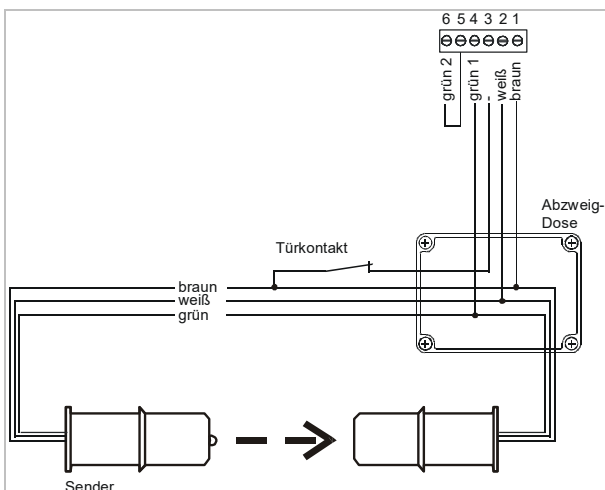 6 5 4 3 2 1
grün 2
grün 1
-
weiß
braun
Abzweig-
Dose
Türkontakt
braun
weiß
grün
Sender